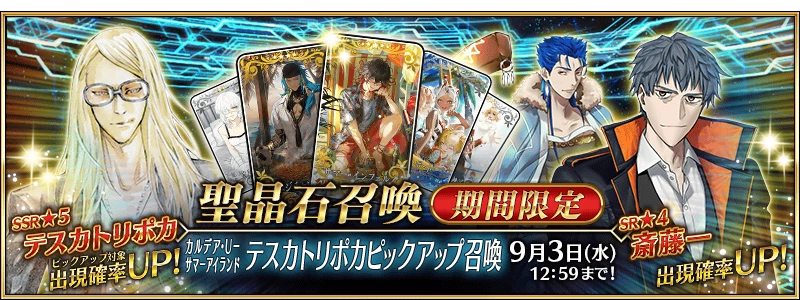 聖晶石召喚 期間限定
SSR★5
テスカトリポカ
ピックアップ対象
出現確率UP!
カルデア・リー
サマーアイランド
テスカトリポカピックアップ召喚
9月3日(水)
12:59まで!
SR★4
斎藤一
出現確率UP!